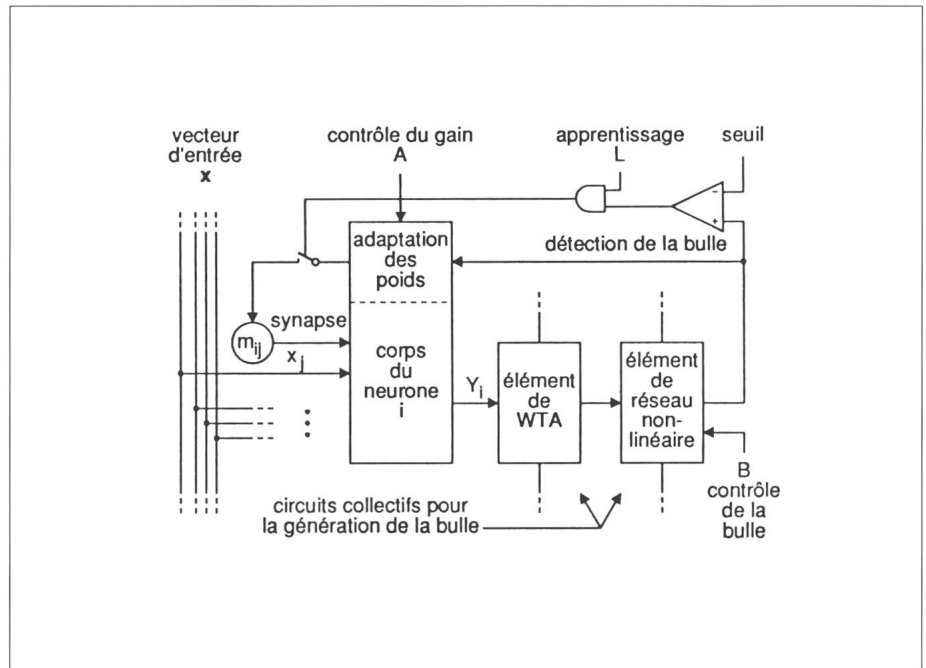 vecteur
d'entrée
x
contrôle du gain
A
apprentissage
L
seuil
-
+
adaptation
des
poids
détection de la bulle
synapse
m ij
x j
corps
du
neurone
i
Y i
élément
de
WTA
élément
de
réseau
non-
linéaire
B
contrôle
de la
bulle
circuits collectifs pour
la génération de la bulle